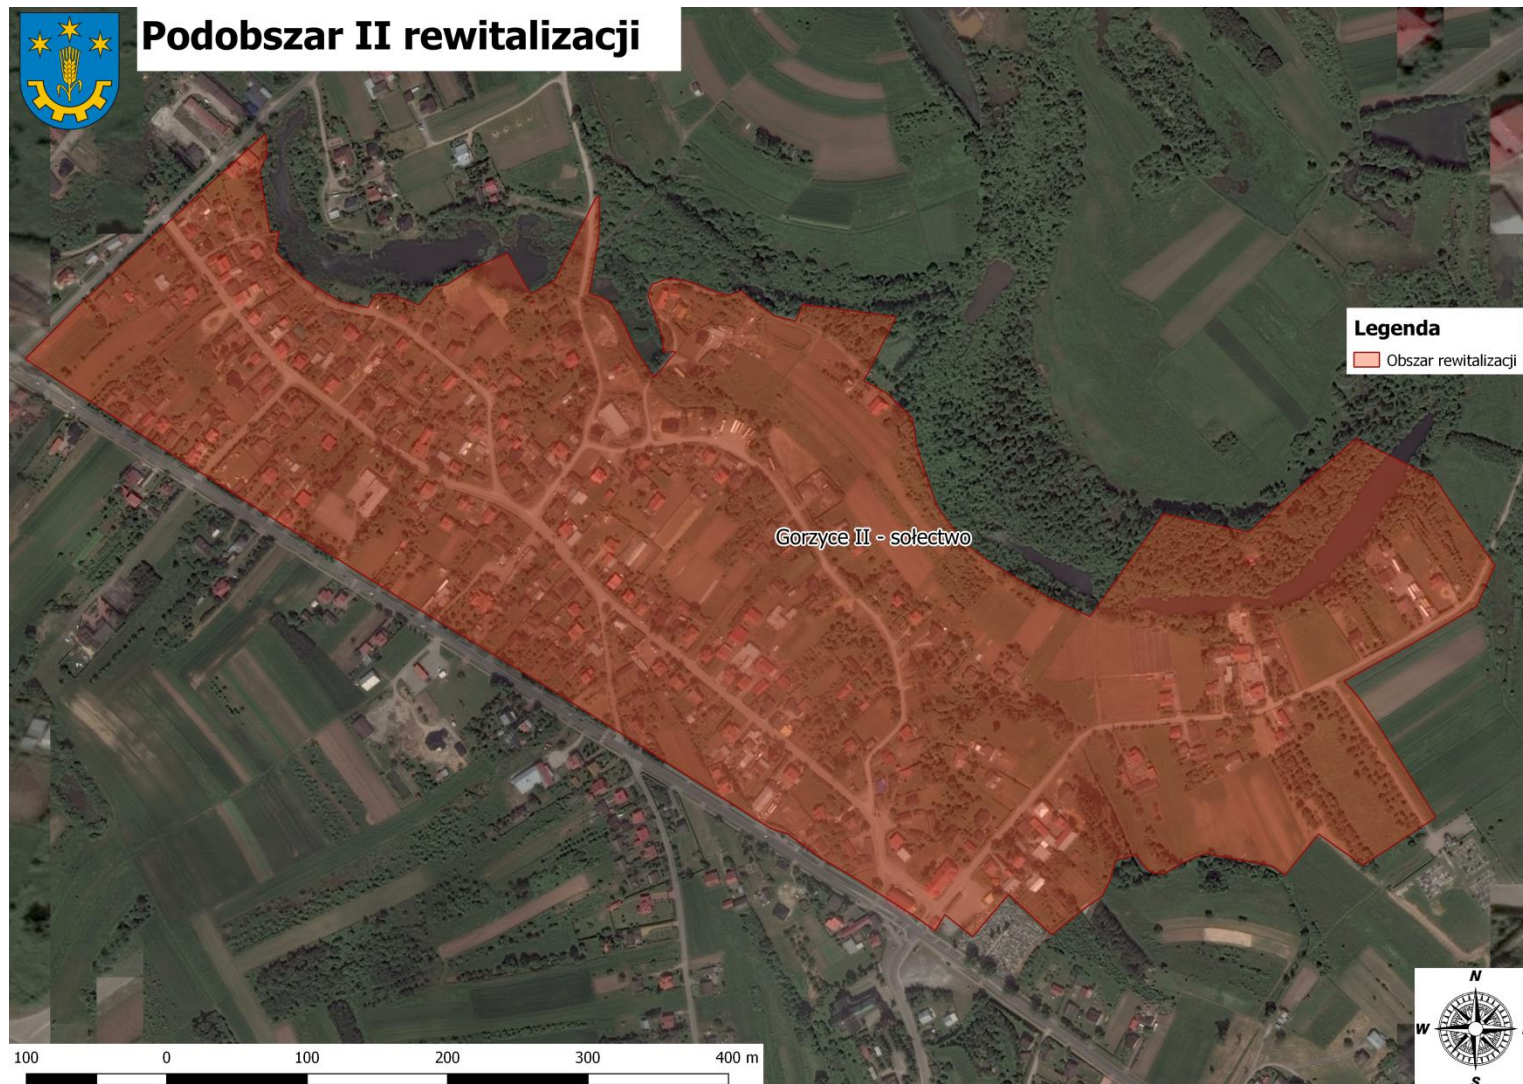 Podobszar II rewitalizacji
Gorzyce II - sołectwo
Legenda
Obszar rewitalizacji
N
W
S
100 0 100 200 300 400 m